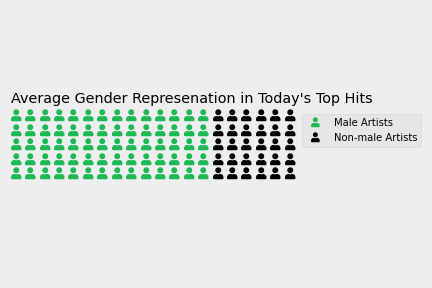 Average Gender Represenation in Today's Top Hits
Male Artists
Non-male Artists